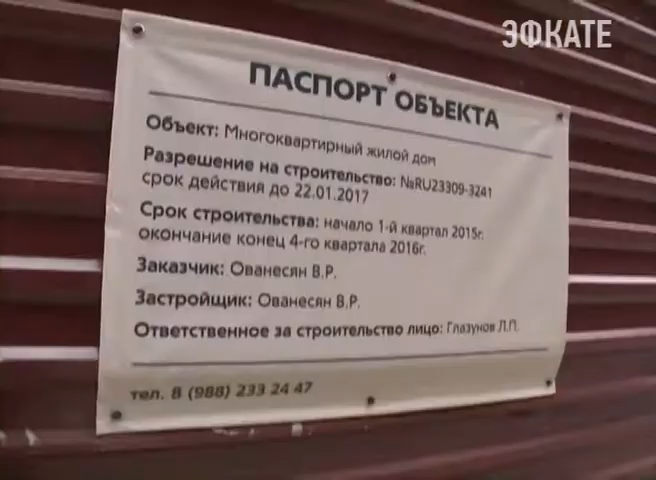 ЭФКАТЕ
ПАСПОРТ ОБЪЕКТА
Объект: Многоквартирный жилой дом
Разрешение на строительство: №RU23309-3241
срок действия до 22.01.2017
Срок строительства: начало 1-й квартал 2015г.
окончание конец 4-го квартала 2016г.
Заказчик: Ованесян В.Р.
Застройщик: Ованесян В.Р.
Ответственное за строительство лицо: Глазунов Л.П.
тел. 8 (988) 233 24 47